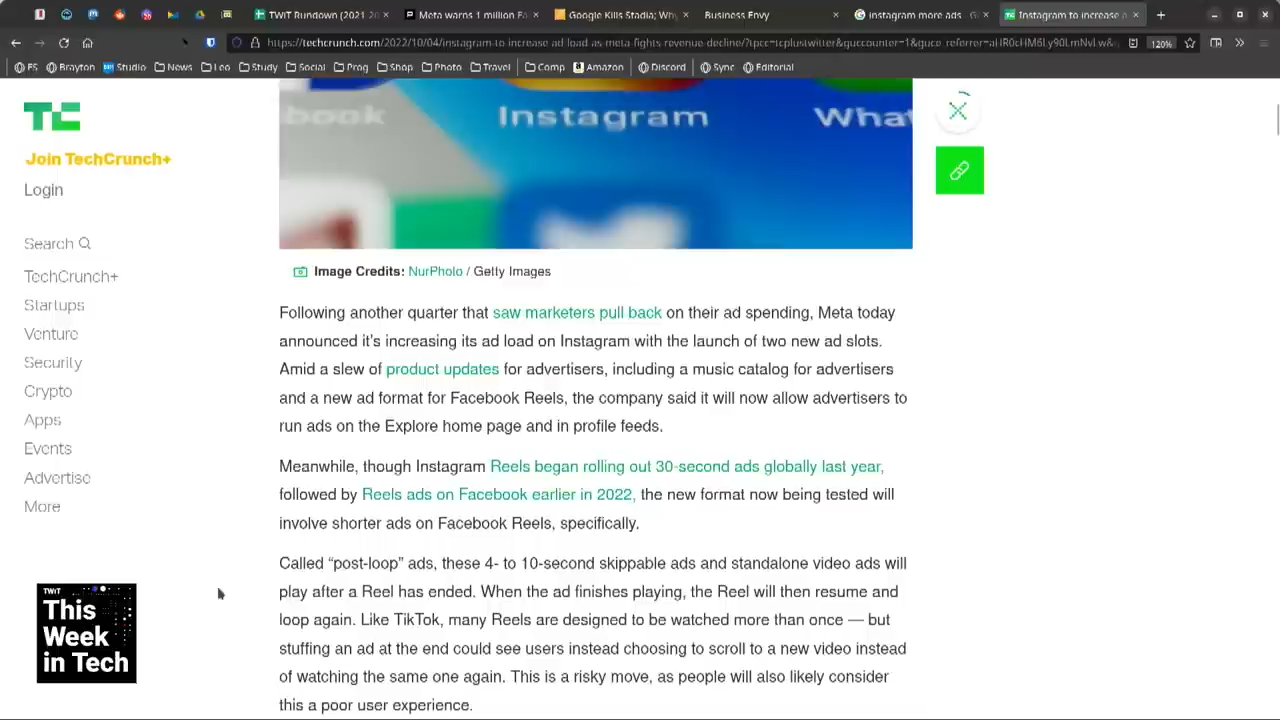 TWiT Rundown (2021 20
Meta warns 1 million Fa
Google Kills Stadia; Why
Business Envy
instagram more ads - G
Instagram to increase a
https://techcrunch.com/2022/10/04/instagram-to-increase-ad-load-as-meta-fights-revenue-decline/?tpcc=tcplustwitter&guccounter=1&guce_referrer=aHR0cHM6Ly90LmNvLw&
120%
FS
Brayton
Studio
News
Leo
Study
Social
Prog
Shop
Photo
Travel
Comp
Amazon
Discord
Sync
Editorial
TC
Join TechCrunch+
Login
Search
TechCrunch+
Startups
Venture
Security
Crypto
Apps
Events
Advertise
More
TWiT
This
Week
in Tech
book
Instagram
What
Image Credits: NurPhoto / Getty Images
Following another quarter that saw marketers pull back on their ad spending, Meta today
announced it's increasing its ad load on Instagram with the launch of two new ad slots.
Amid a slew of product updates for advertisers, including a music catalog for advertisers
and a new ad format for Facebook Reels, the company said it will now allow advertisers to
run ads on the Explore home page and in profile feeds.
Meanwhile, though Instagram Reels began rolling out 30-second ads globally last year,
followed by Reels ads on Facebook earlier in 2022, the new format now being tested will
involve shorter ads on Facebook Reels, specifically.
Called “post-loop” ads, these 4- to 10-second skippable ads and standalone video ads will
play after a Reel has ended. When the ad finishes playing, the Reel will then resume and
loop again. Like TikTok, many Reels are designed to be watched more than once — but
stuffing an ad at the end could see users instead choosing to scroll to a new video instead
of watching the same one again. This is a risky move, as people will also likely consider
this a poor user experience.